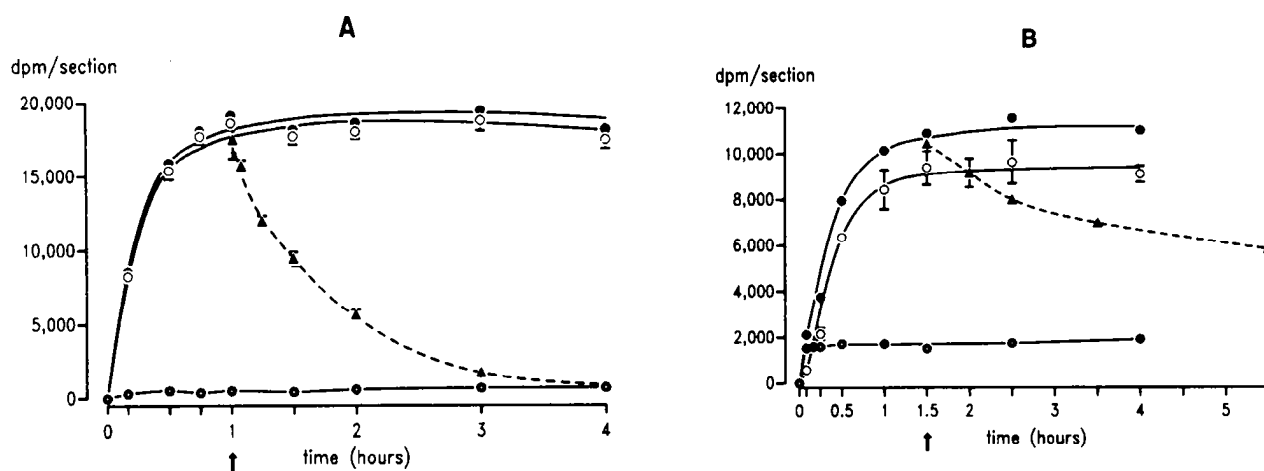 A
dpm/section
20,000
15,000
10,000
5,000
0
0 1 2 3 4
time (hours)
B
dpm/section
12,000
10,000
8,000
6,000
4,000
2,000
0
0 0.5 1 1.5 2 3 4 5
time (hours)